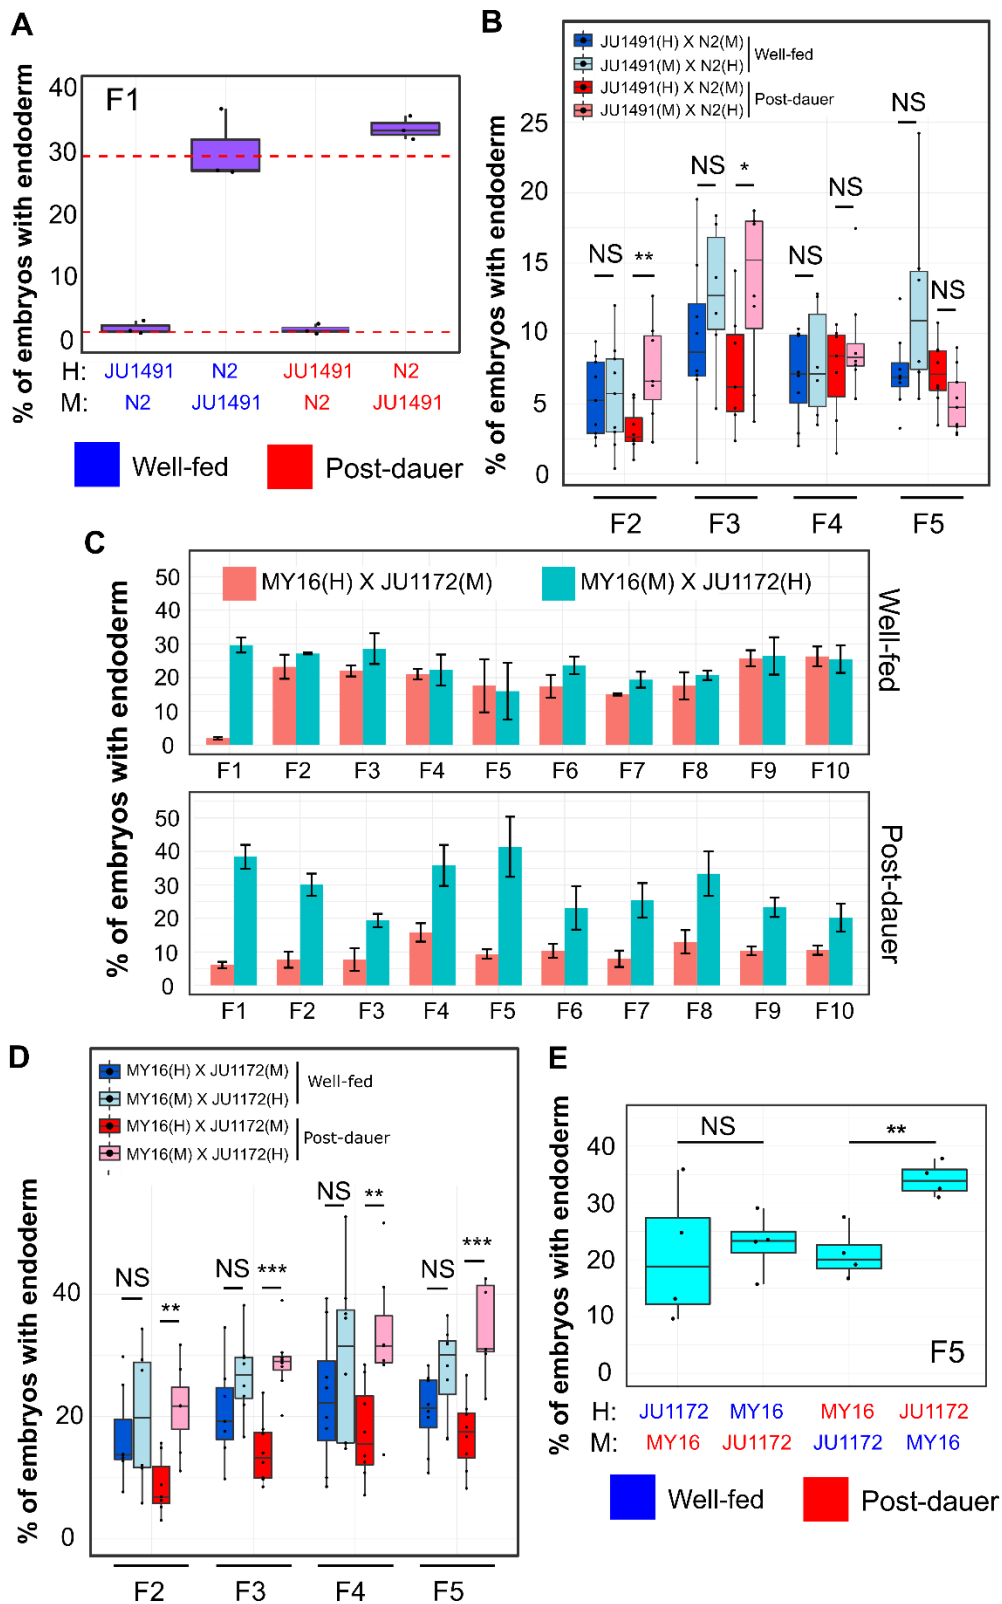 A
% of embryos with endoderm
F1
40
30
20
10
0
H: JU1491 N2 JU1491 N2
M: N2 JU1491 N2 JU1491
Well-fed Post-dauer
B
% of embryos with endoderm
JU1491(H) X N2(M)
JU1491(M) X N2(H)
Well-fed
JU1491(H) X N2(M)
JU1491(M) X N2(H)
Post-dauer
25
20
15
10
5
0
NS ** NS * NS NS NS NS
F2 F3 F4 F5
C
% of embryos with endoderm
MY16(H) X JU1172(M) MY16(M) X JU1172(H)
50
40
30
20
10
0
F1 F2 F3 F4 F5 F6 F7 F8 F9 F10
Well-fed
50
40
30
20
10
0
F1 F2 F3 F4 F5 F6 F7 F8 F9 F10
Post-dauer
D
% of embryos with endoderm
MY16(H) X JU1172(M)
MY16(M) X JU1172(H)
Well-fed
MY16(H) X JU1172(M)
MY16(M) X JU1172(H)
Post-dauer
40
20
0
NS ** NS *** NS ** NS ***
F2 F3 F4 F5
E
% of embryos with endoderm
40
30
20
10
0
NS **
F5
H: JU1172 MY16 MY16 JU1172
M: MY16 JU1172 JU1172 MY16
Well-fed Post-dauer